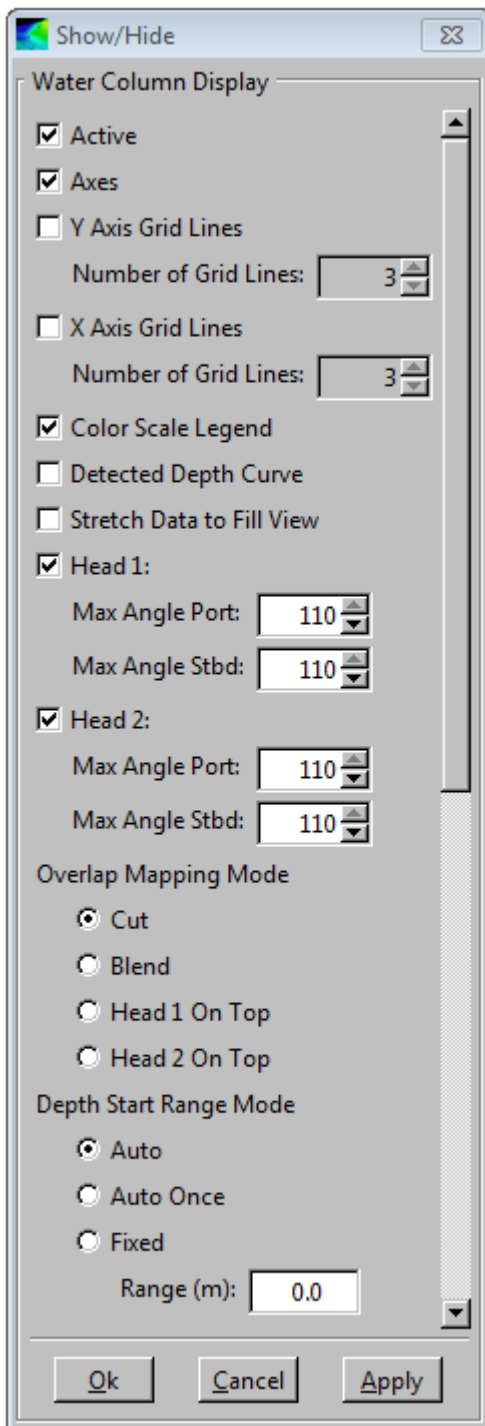 Show/Hide
Water Column Display
Active
Axes
Y Axis Grid Lines
Number of Grid Lines: 3
X Axis Grid Lines
Number of Grid Lines: 3
Color Scale Legend
Detected Depth Curve
Stretch Data to Fill View
Head 1:
Max Angle Port: 110
Max Angle Stbd: 110
Head 2:
Max Angle Port: 110
Max Angle Stbd: 110
Overlap Mapping Mode
Cut
Blend
Head 1 On Top
Head 2 On Top
Depth Start Range Mode
Auto
Auto Once
Fixed
Range (m): 0.0
Ok Cancel Apply